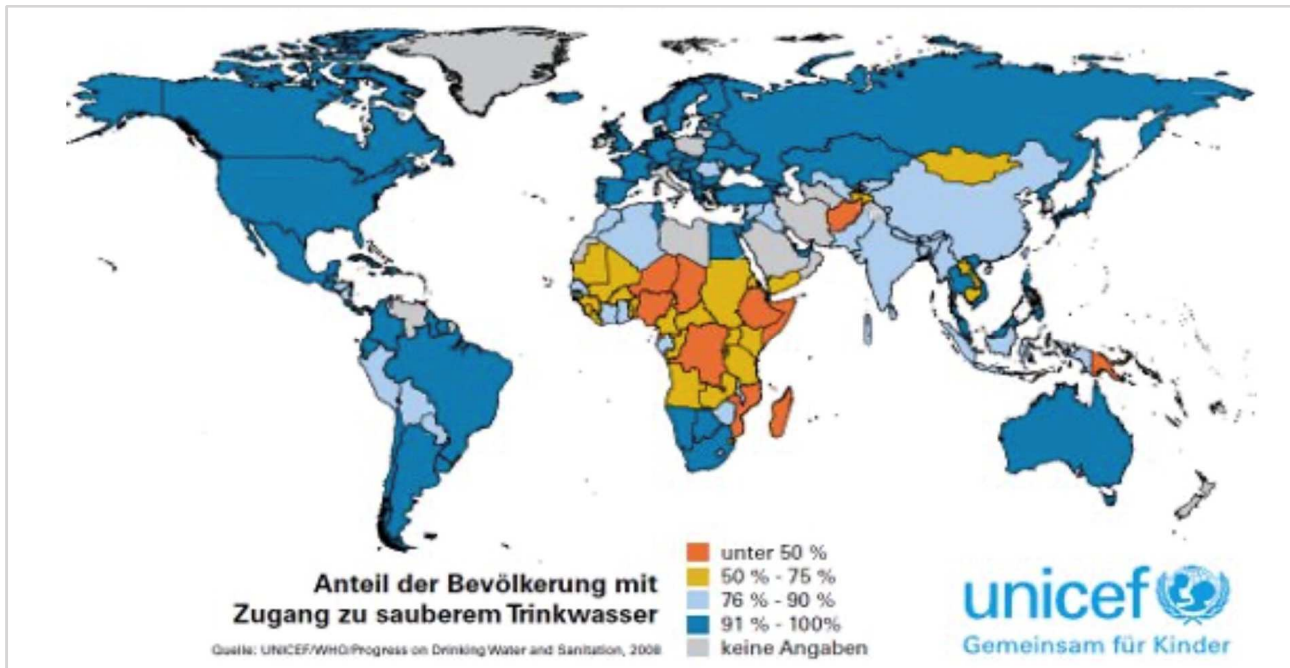 Anteil der Bevölkerung mit
Zugang zu sauberem Trinkwasser
Quelle: UNICEF/WHO/Progress on Drinking Water and Sanitation, 2008
unter 50 %
50 % - 75 %
76 % - 90 %
91 % - 100%
keine Angaben
unicef
Gemeinsam für Kinder